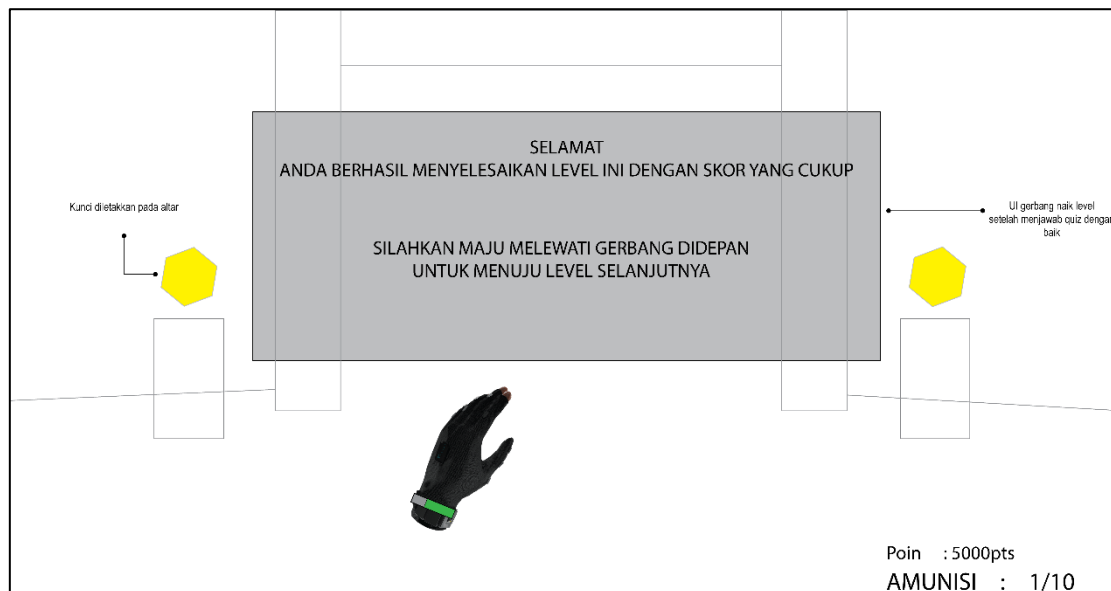 SELAMAT
ANDA BERHASIL MENYELESAIKAN LEVEL INI DENGAN SKOR YANG CUKUP
Kunci diletakkan pada altar
UI gerbang naik level
setelah menjawab quiz dengan
baik
SILAHKAN MAJU MELEWATI GERBANG DIDEPAN
UNTUK MENUJU LEVEL SELANJUTNYA
Poin : 5000pts
AMUNISI : 1/10